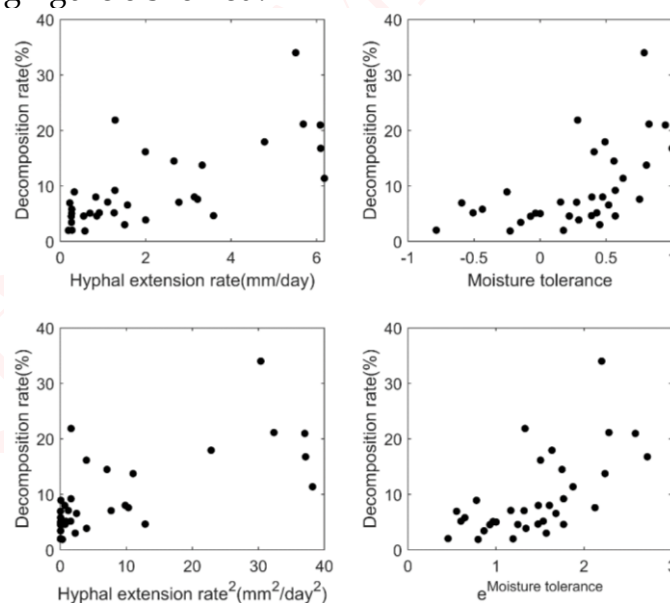 40
30
20
10
0
Decomposition rate(%)
0 2 4 6
Hyphal extension rate(mm/day)
40
30
20
10
0
Decomposition rate(%)
-1 -0.5 0 0.5
Moisture tolerance
40
30
20
10
0
Decomposition rate(%)
0 10 20 30 40
Hyphal extension rate²(mm²/day²)
40
30
20
10
0
Decomposition rate(%)
0 1 2
e^Moisture tolerance